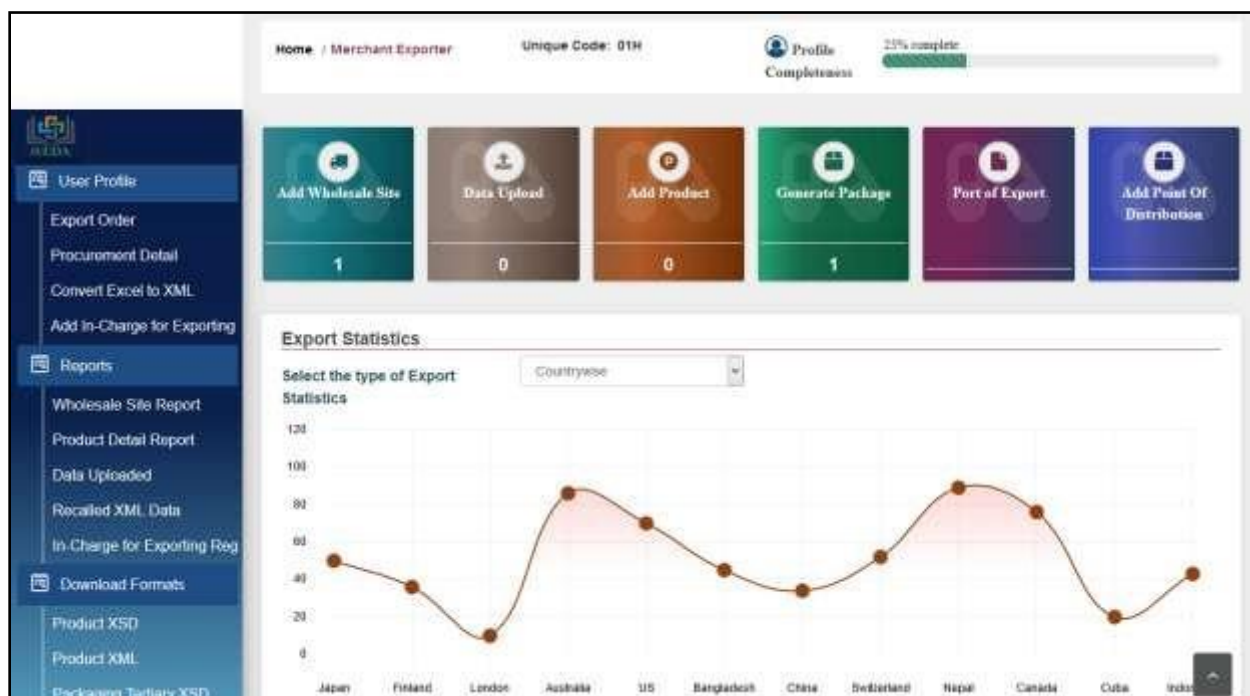 Home / Merchant Exporter
Unique Code: 01H
Profile
Completeness
25% complete
User Profile
Export Order
Procurement Detail
Convert Excel to XML
Add In-Charge for Exporting
Reports
Wholesale Site Report
Product Detail Report
Data Uploaded
Recalled XML Data
In-Charge for Exporting Reg
Download Formats
Product XSD
Product XML
Packaging Tertiary XSD
Add Wholesale Site
1
Data Upload
0
Add Product
0
Generate Package
1
Port of Export
Add Point Of
Distribution
Export Statistics
Select the type of Export
Statistics
Countrywise
120
100
80
60
40
20
0
Japan Finland London Australia US Bangladesh China Switzerland Nepal Canada Cuba